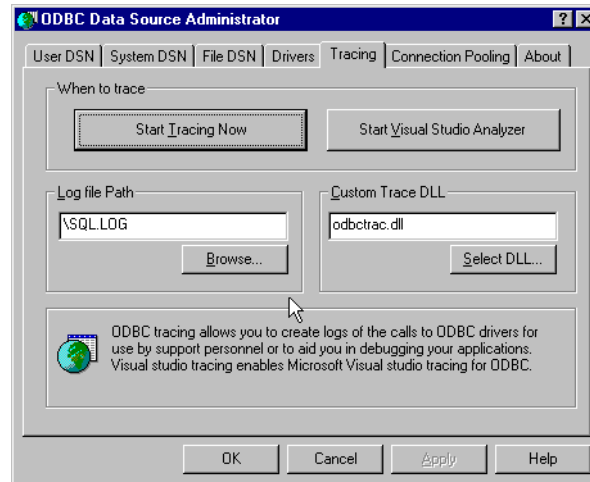 ODBC Data Source Administrator
User DSN System DSN File DSN Drivers Tracing Connection Pooling About
When to trace
Start Tracing Now Start Visual Studio Analyzer
Log file Path Custom Trace DLL
\SQL.LOG odbctrac.dll
Browse... Select DLL...
ODBC tracing allows you to create logs of the calls to ODBC drivers for
use by support personnel or to aid you in debugging your applications.
Visual studio tracing enables Microsoft Visual studio tracing for ODBC.
OK Cancel Apply Help